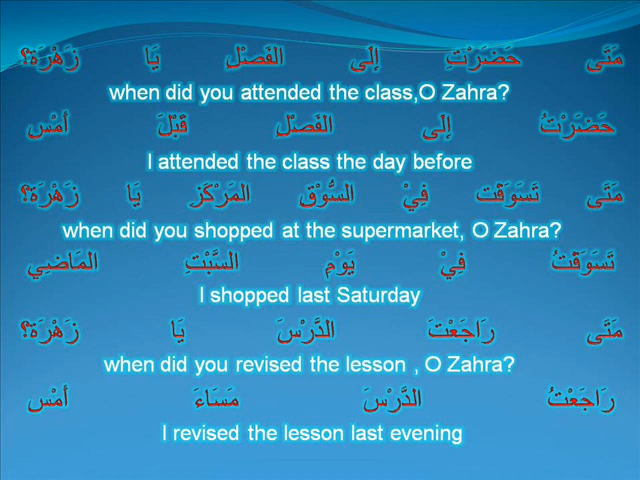 مَتَى حَضَرْتِ إِلَى الفَصْلِ يَا زَهْرَة؟
when did you attended the class,O Zahra?
حَضَرْتُ إِلَى الفَصْلِ قَبْلَ أَمْسِ
I attended the class the day before
مَتَى تَسَوَقْت فِيْ السُّوْقِ المَرْكَزِ يَا زَهْرَة؟
when did you shopped at the supermarket, O Zahra?
تَسَوَقْتُ فِيْ يَوْمِ السَّبْتِ المَاضِي
I shopped last Saturday
مَتَى رَاجَعْتَ الدَّرْسَ يَا زَهْرَة؟
when did you revised the lesson , O Zahra?
رَاجَعْتُ الدَّرْسَ مَسَاءَ أَمْس
I revised the lesson last evening